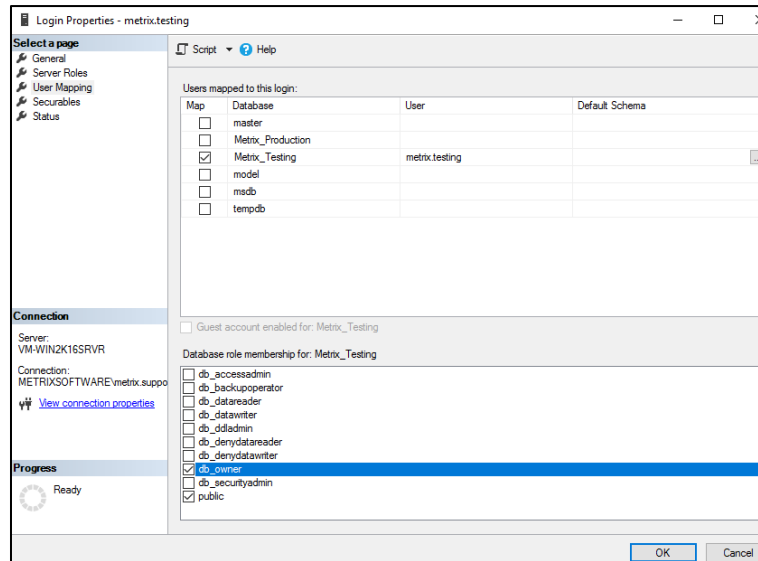 Login Properties - metrix.testing
Select a page
General
Server Roles
User Mapping
Securables
Status
Script Help
Users mapped to this login:
Map Database User Default Schema
master
Metrix_Production
Metrix_Testing metrix.testing ...
model
msdb
tempdb
Guest account enabled for: Metrix_Testing
Database role membership for: Metrix_Testing
db_accessadmin
db_backupoperator
db_datareader
db_datawriter
db_ddladmin
db_denydatareader
db_denydatawriter
db_owner
db_securityadmin
public
Connection
Server:
VM-WIN2K16SRVR
Connection:
METRIXSOFTWARE\metrix.suppo
View connection properties
Progress
Ready
OK Cancel